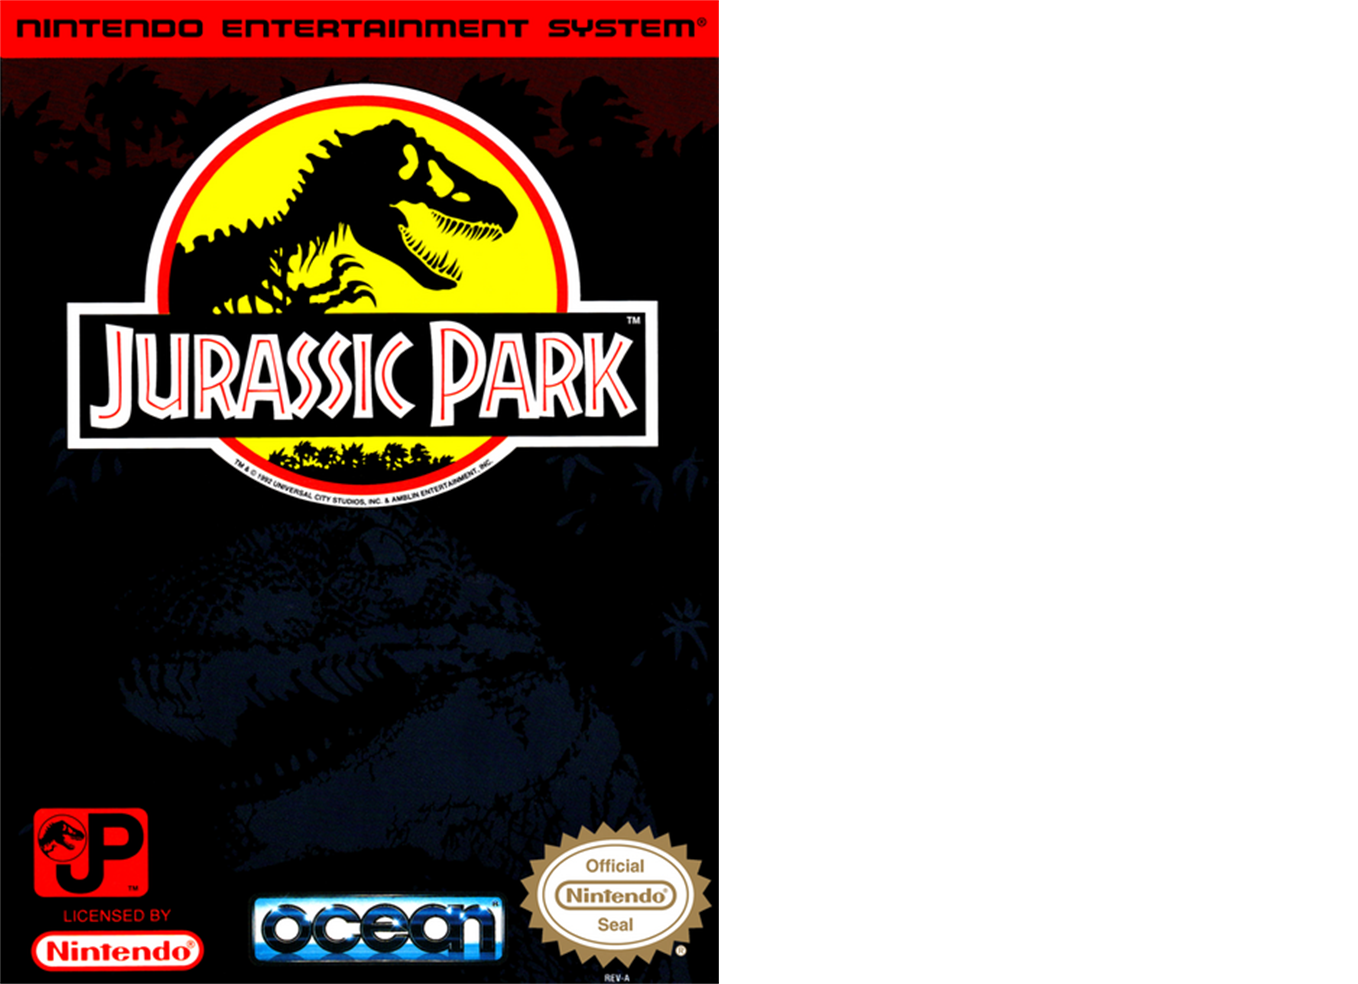 NINTENDO ENTERTAINMENT SYSTEM®
JURASSIC PARK™
TM & © 1992 UNIVERSAL CITY STUDIOS, INC. & AMBLIN ENTERTAINMENT, INC.
JP™
LICENSED BY
Nintendo®
ocean®
Official
Nintendo®
Seal
®
REV-A